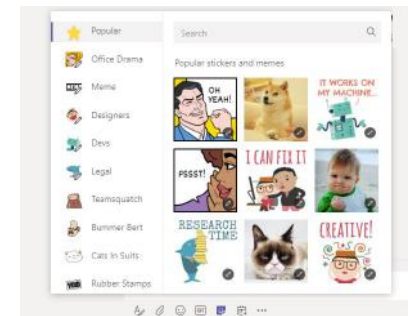 Popular
Office Drama
Meme
Designers
Devs
Legal
Teamsquatch
Bummer Bert
Cats In Suits
Rubber Stamps
Search
Popular stickers and memes
OH
YEAH!
IT WORKS ON
MY MACHINE...
PSSST!
I CAN FIX IT
RESEARCH
TIME
CREATIVE!
GIF